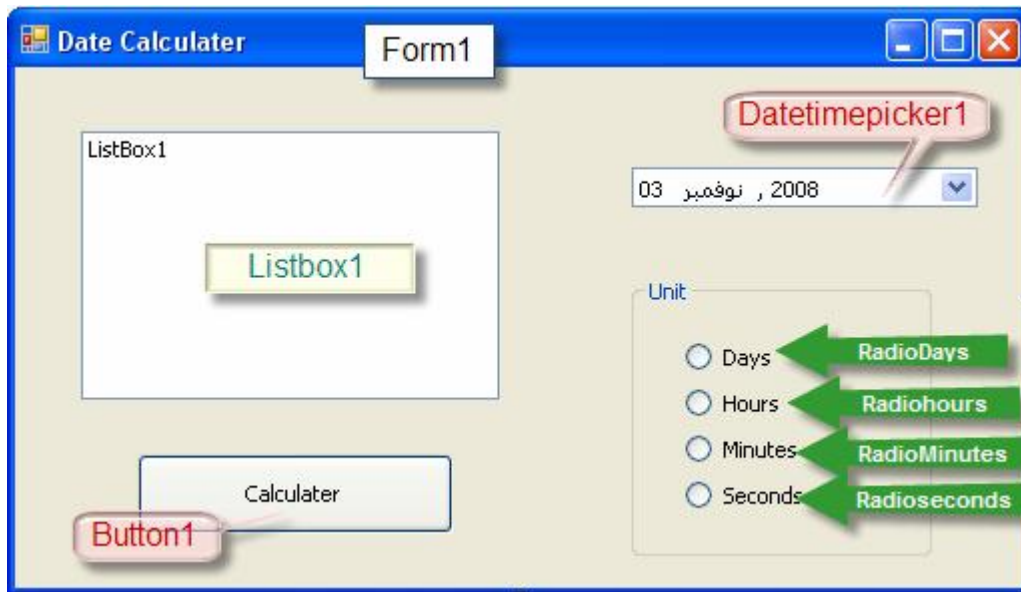 Date Calculater
Form1
Datetimepicker1
ListBox1
03 نوفمبر , 2008
Listbox1
Unit
Days
RadioDays
Hours
Radiohours
Minutes
RadioMinutes
Seconds
Radioseconds
Calculater
Button1